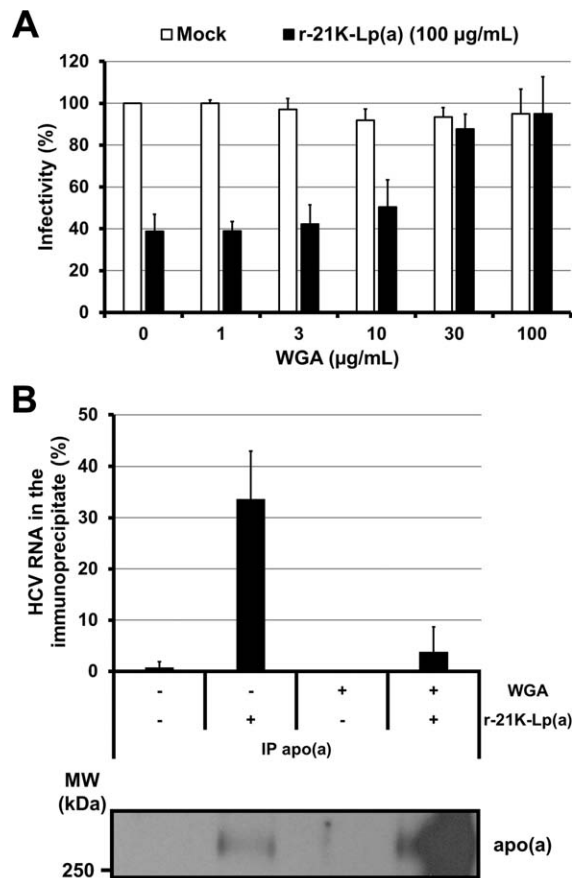 A
Mock r-21K-Lp(a) (100 µg/mL)
120
100
80
60
40
20
0
Infectivity (%)
0 1 3 10 30 100
WGA (µg/mL)
B
50
40
30
20
10
0
HCV RNA in the
immunoprecipitate (%)
- - + + WGA
- + - + r-21K-Lp(a)
IP apo(a)
MW
(kDa)
apo(a)
250